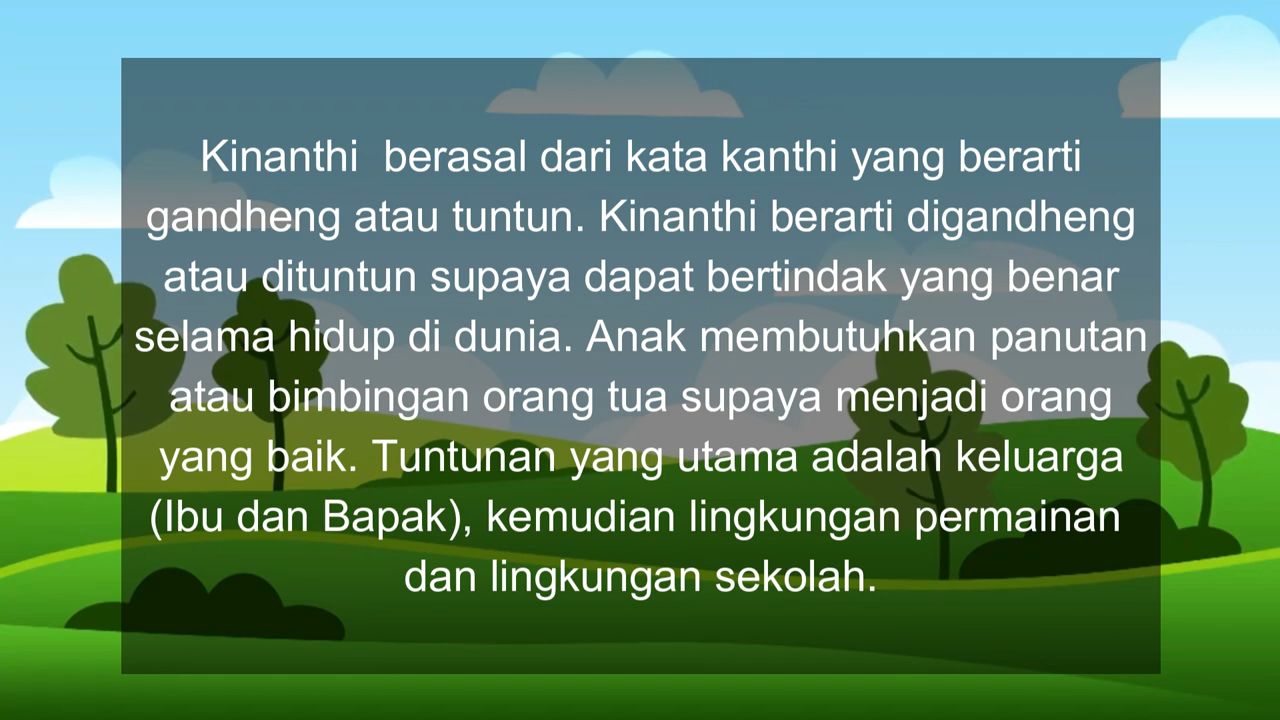 Kinanthi  berasal dari kata kanthi yang berarti
gandheng atau tuntun. Kinanthi berarti digandheng
atau dituntun supaya dapat bertindak yang benar
selama hidup di dunia. Anak membutuhkan panutan
atau bimbingan orang tua supaya menjadi orang
yang baik. Tuntunan yang utama adalah keluarga
(Ibu dan Bapak), kemudian lingkungan permainan
dan lingkungan sekolah.